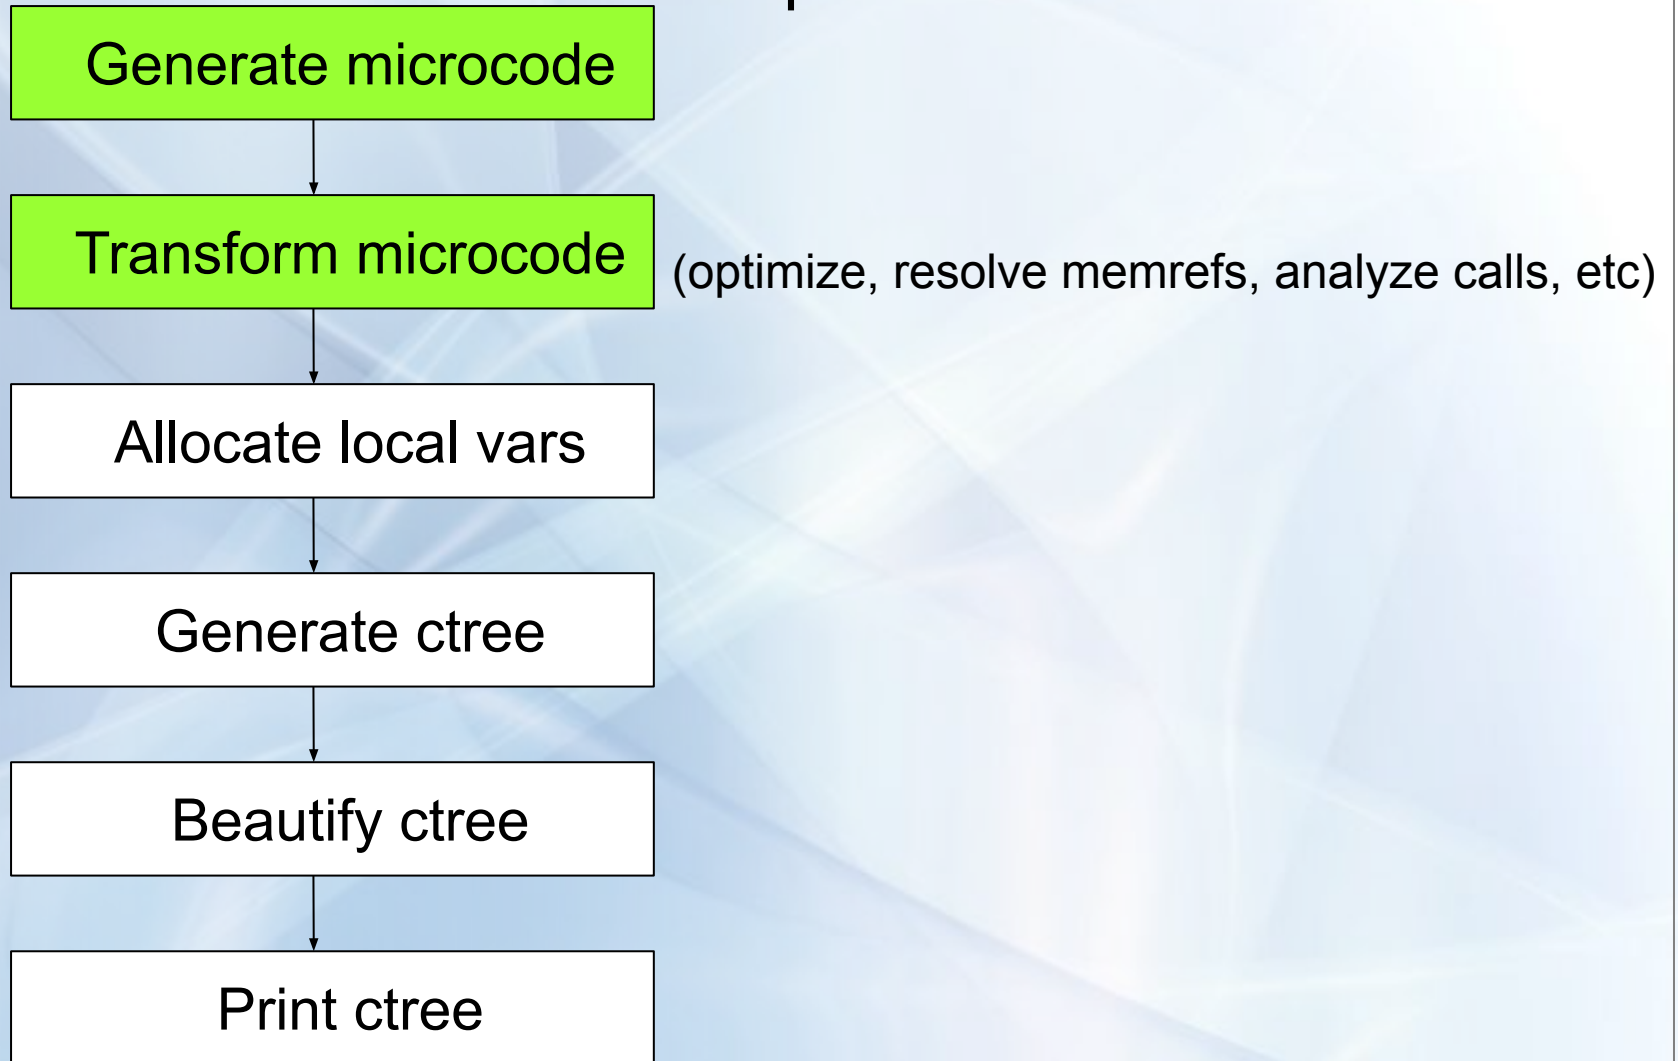 Generate microcode
Transform microcode
(optimize, resolve memrefs, analyze calls, etc)
Allocate local vars
Generate ctree
Beautify ctree
Print ctree